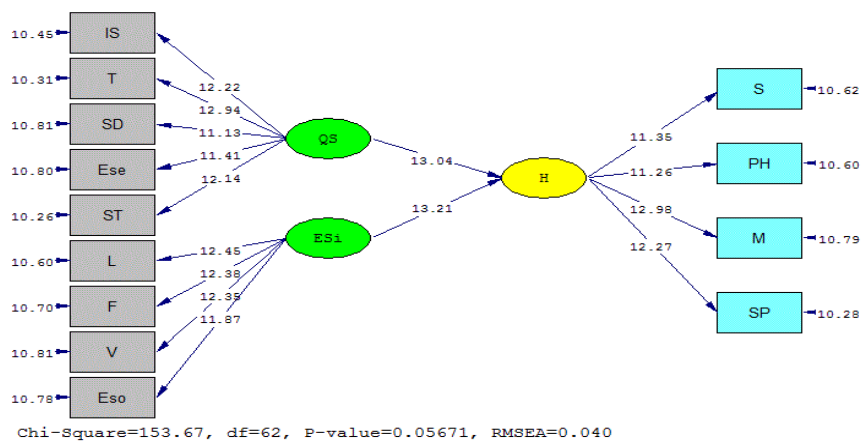 10.45 IS
10.31 T
10.81 SD
10.80 Ese
10.26 ST
10.60 L
10.70 F
10.81 V
10.78 Eso
12.22
12.94
11.13
11.41
12.14
12.45
12.38
12.35
11.87
QS
ESi
13.04
13.21
H
11.35
11.26
12.98
12.27
S 10.62
PH 10.60
M 10.79
SP 10.28
Chi-Square=153.67, df=62, P-value=0.05671, RMSEA=0.040